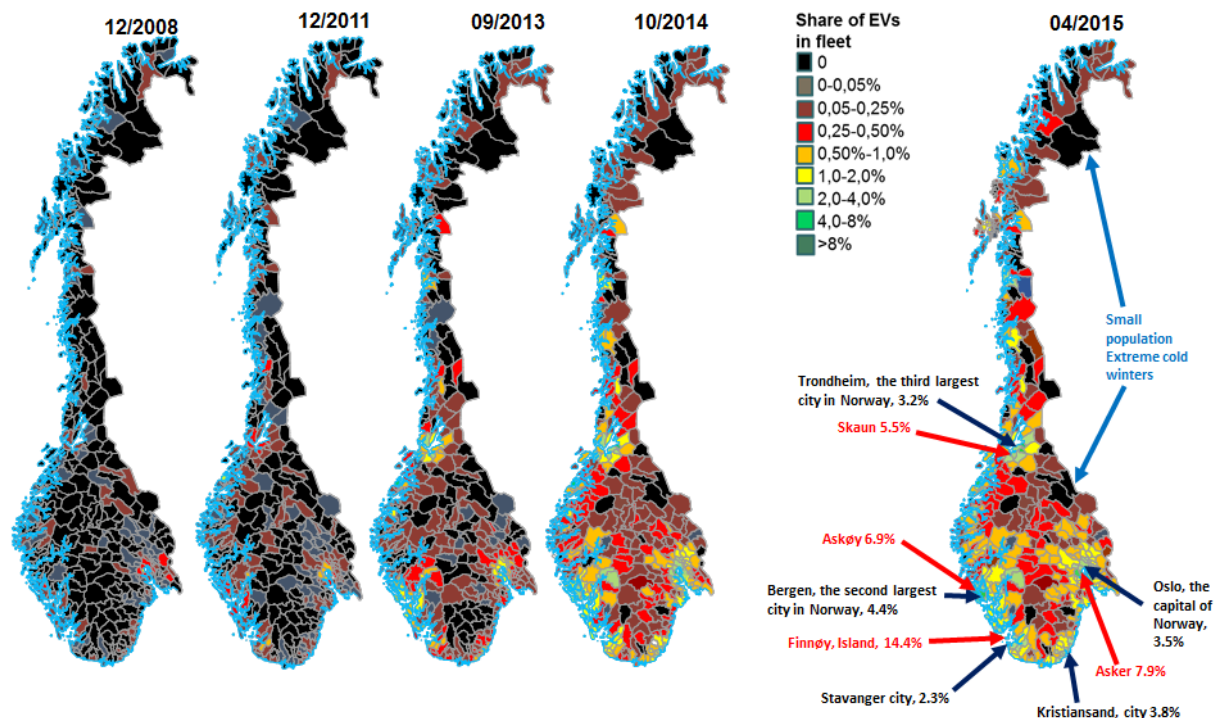 12/2008
12/2011
09/2013
10/2014
Share of EVs
in fleet
0
0-0,05%
0,05-0,25%
0,25-0,50%
0,50%-1,0%
1,0-2,0%
2,0-4,0%
4,0-8%
>8%
04/2015
Small
population
Extreme cold
winters
Trondheim, the third largest
city in Norway, 3.2%
Skaun 5.5%
Askøy 6.9%
Bergen, the second largest
city in Norway, 4.4%
Finnøy, Island, 14.4%
Stavanger city, 2.3%
Oslo, the
capital of
Norway,
3.5%
Asker 7.9%
Kristiansand, city 3.8%